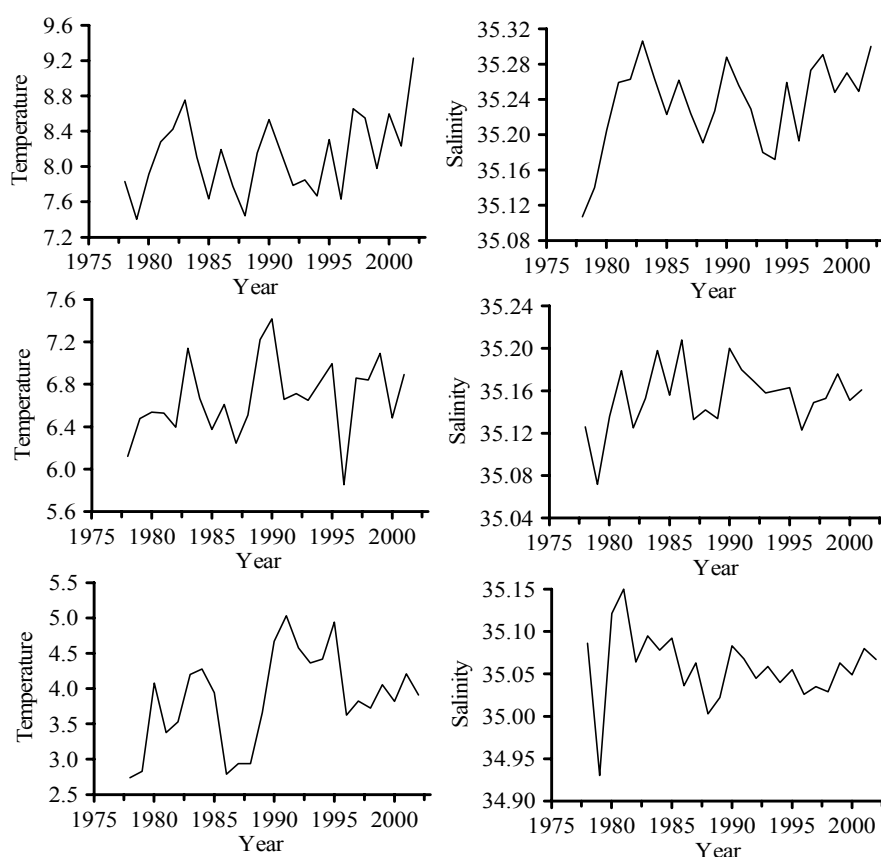 9.6
9.2
8.8
8.4
8.0
7.6
7.2
Temperature
1975 1980 1985 1990 1995 2000
Year
35.32
35.28
35.24
35.20
35.16
35.12
35.08
Salinity
1975 1980 1985 1990 1995 2000
Year
7.6
7.2
6.8
6.4
6.0
5.6
Temperature
1975 1980 1985 1990 1995 2000
Year
35.24
35.20
35.16
35.12
35.08
35.04
Salinity
1975 1980 1985 1990 1995 2000
Year
5.5
5.0
4.5
4.0
3.5
3.0
2.5
Temperature
1975 1980 1985 1990 1995 2000
Year
35.15
35.10
35.05
35.00
34.95
34.90
Salinity
1975 1980 1985 1990 1995 2000
Year